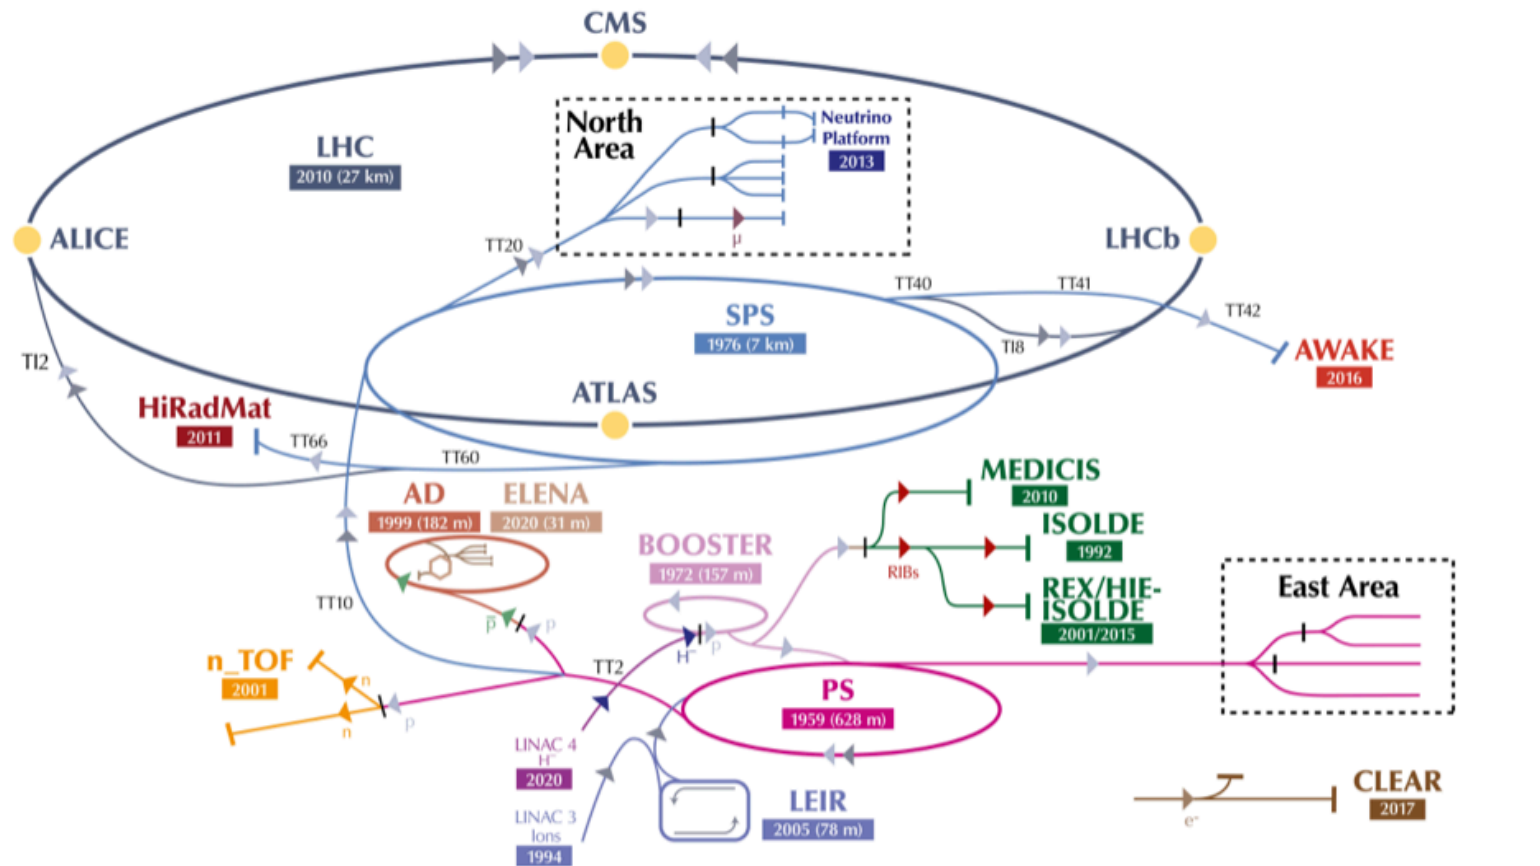 CMS
North
Area
Neutrino
Platform
2013
LHC
2010 (27 km)
μ
ALICE
LHCb
TT20
TT40
TT41
TT42
SPS
1976 (7 km)
TI8
AWAKE
2016
TI2
ATLAS
HiRadMat
2011
TT66
TT60
MEDICIS
2010
AD
1999 (182 m)
ELENA
2020 (31 m)
ISOLDE
1992
BOOSTER
1972 (157 m)
RIBs
REX/HIE-
ISOLDE
2001/2015
East Area
TT10
p̅
p
H⁻
p
n_TOF
2001
n
n
p
TT2
PS
1959 (628 m)
LINAC 4
H⁻
2020
LEIR
2005 (78 m)
LINAC 3
Ions
1994
CLEAR
2017
e⁻